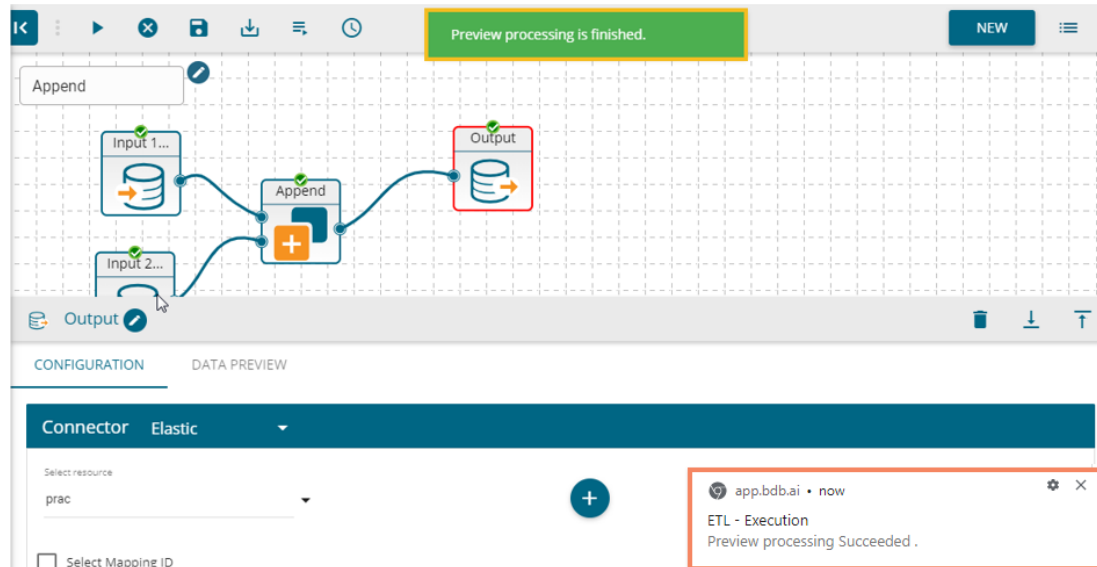 Preview processing is finished.
NEW
Append
Input 1...
Output
Append
Input 2...
Output
CONFIGURATION
DATA PREVIEW
Connector Elastic
Select resource
prac
app.bdb.ai • now
ETL - Execution
Preview processing Succeeded .
Select Mapping ID